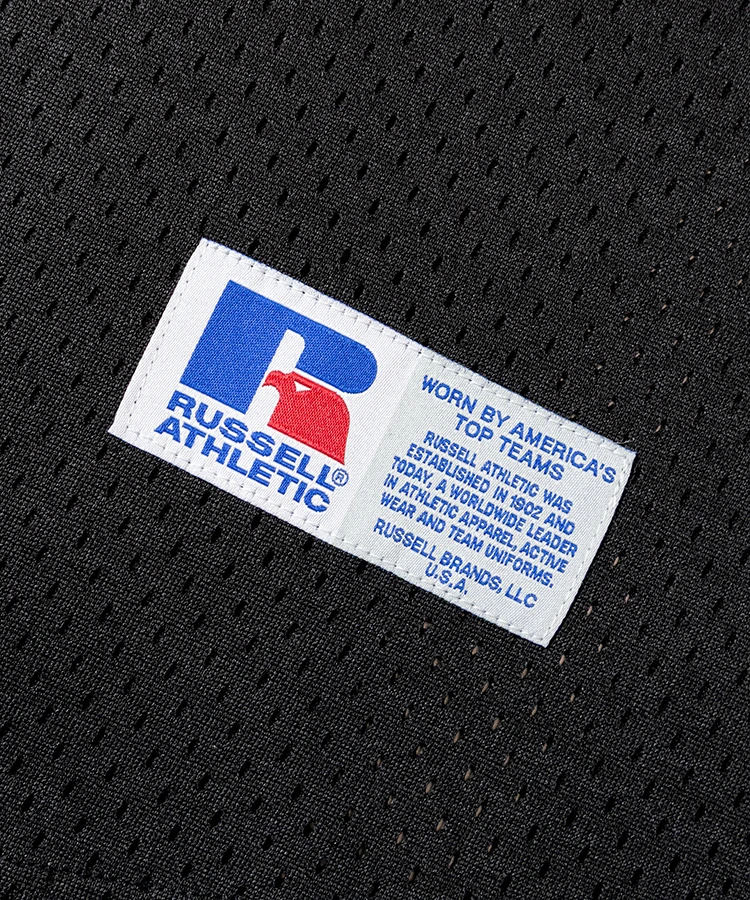 RUSSELL
ATHLETIC®
WORN BY AMERICA'S
TOP TEAMS
RUSSELL ATHLETIC WAS
ESTABLISHED IN 1902 AND
TODAY, A WORLDWIDE LEADER
IN ATHLETIC APPAREL, ACTIVE
WEAR AND TEAM UNIFORMS.
RUSSELL BRANDS, LLC
U.S.A.